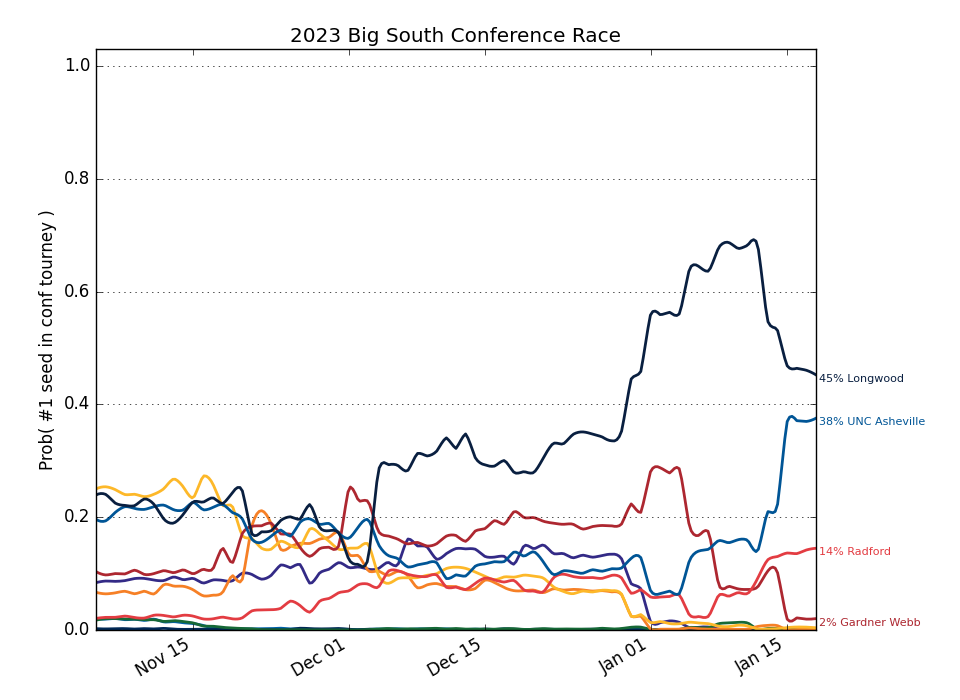 2023 Big South Conference Race
Prob( #1 seed in conf tourney )
1.0
0.8
0.6
0.4
0.2
0.0
Nov 15
Dec 01
Dec 15
Jan 01
Jan 15
45% Longwood
38% UNC Asheville
14% Radford
2% Gardner Webb